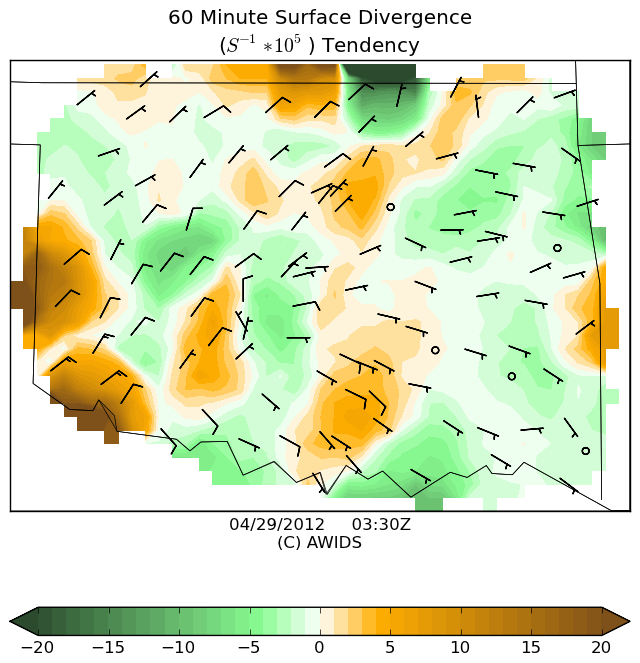 60 Minute Surface Divergence
(S⁻¹ * 10⁵ ) Tendency
04/29/2012 03:30Z
(C) AWIDS
−20 −15 −10 −5 0 5 10 15 20